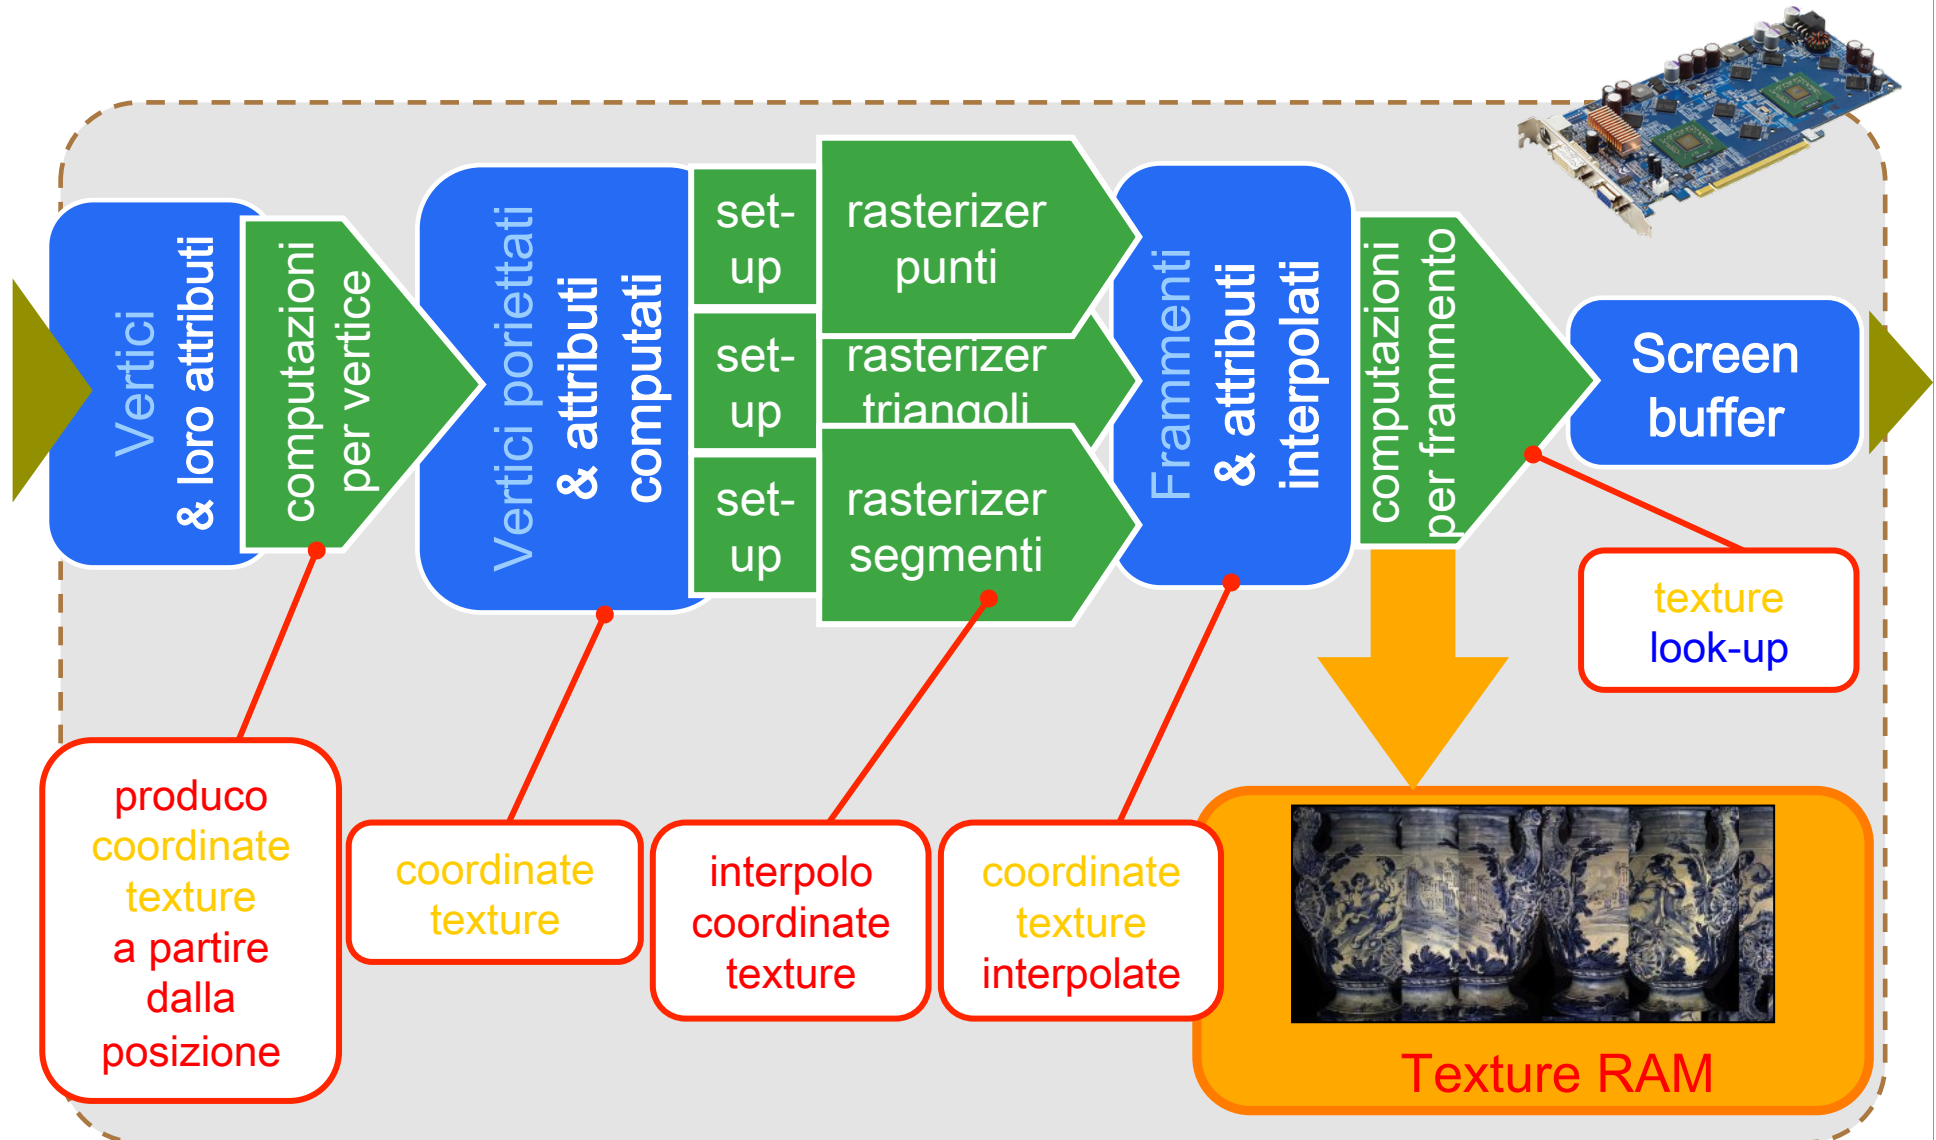 Vertici
& loro attributi
computazioni
per vertice
Vertici poriettati
& attributi
computati
set-
up
rasterizer
punti
set-
up
rasterizer
triangoli
set-
up
rasterizer
segmenti
Frammenti
& attributi
interpolati
computazioni
per frammento
Screen
buffer
texture
look-up
produco
coordinate
texture
a partire
dalla
posizione
coordinate
texture
interpolo
coordinate
texture
coordinate
texture
interpolate
Texture RAM